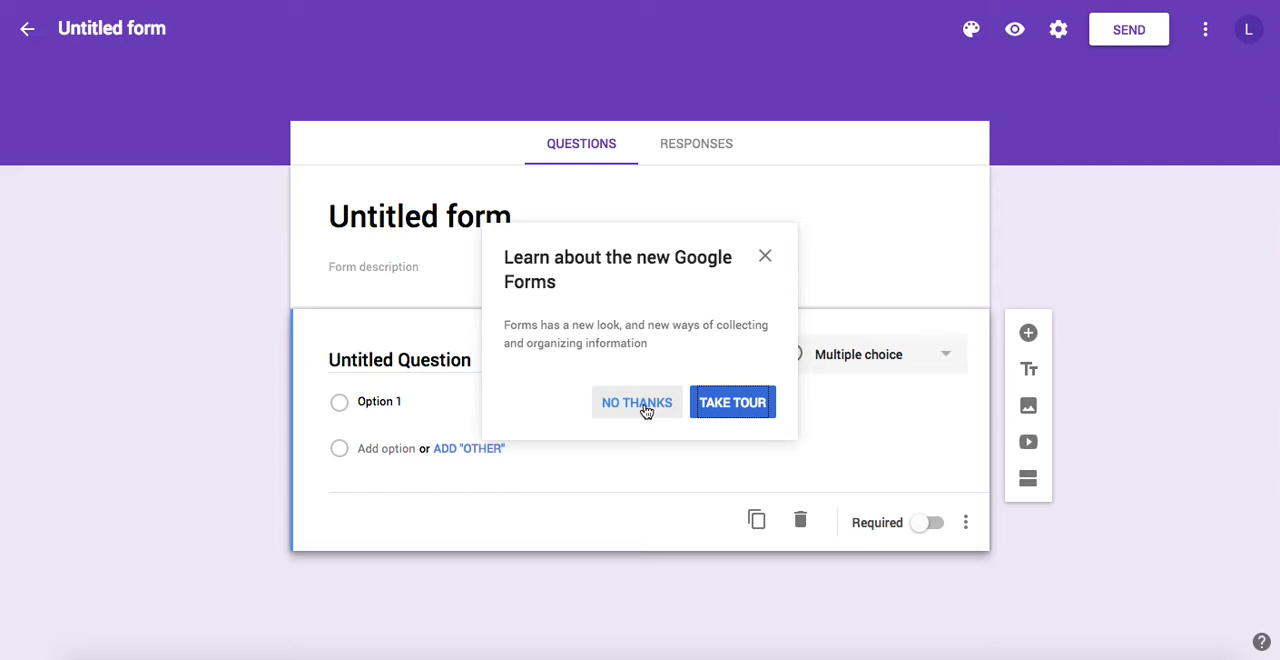 Untitled form
SEND
L
QUESTIONS
RESPONSES
Untitled form
Form description
Learn about the new Google
Forms
Forms has a new look, and new ways of collecting
and organizing information
NO THANKS
TAKE TOUR
Untitled Question
Multiple choice
Option 1
Add option or ADD "OTHER"
Required
Tт
?